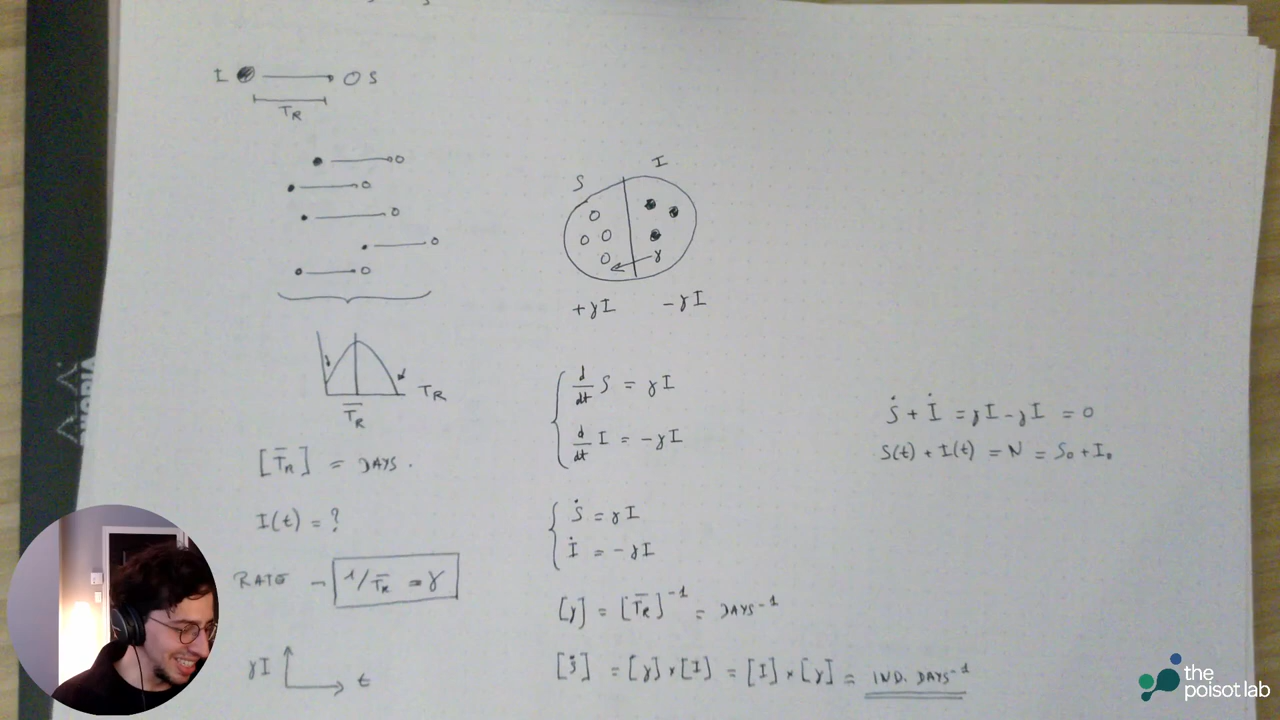 I S
T_R
S I
γ
+γI -γI
T_R
T̄_R
[T̄_R] = DAYS.
I(t) = ?
RATE - 1/T̄_R = γ
γI t
d/dt S = γI
d/dt I = -γI
Ṡ = γI
İ = -γI
[γ] = [T̄_R]^-1 = DAYS^-1
[Ṡ] = [γ] × [I] = [I] × [γ] = IND. DAYS^-1
Ṡ + İ = γI - γI = 0
S(t) + I(t) = N = S₀ + I₀
the
poisot lab